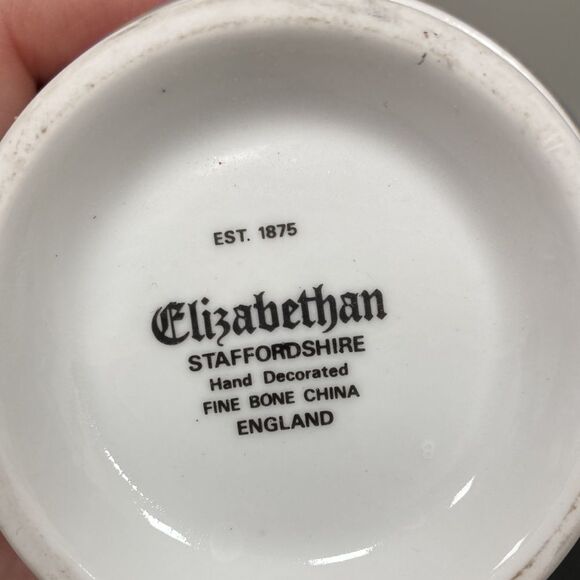 EST. 1875
Elizabethan
STAFFORDSHIRE
Hand Decorated
FINE BONE CHINA
ENGLAND